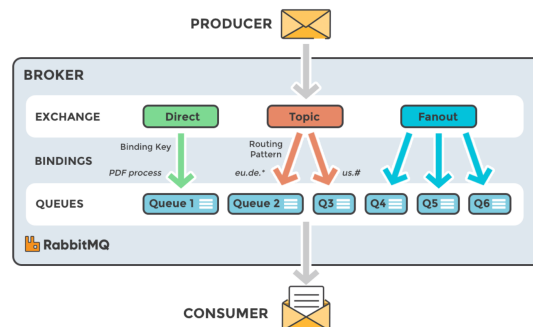 PRODUCER
BROKER
EXCHANGE
Direct
Topic
Fanout
BINDINGS
Binding Key
PDF process
Routing
Pattern
eu.de.*
us.#
QUEUES
Queue 1
Queue 2
Q3
Q4
Q5
Q6
RabbitMQ
CONSUMER